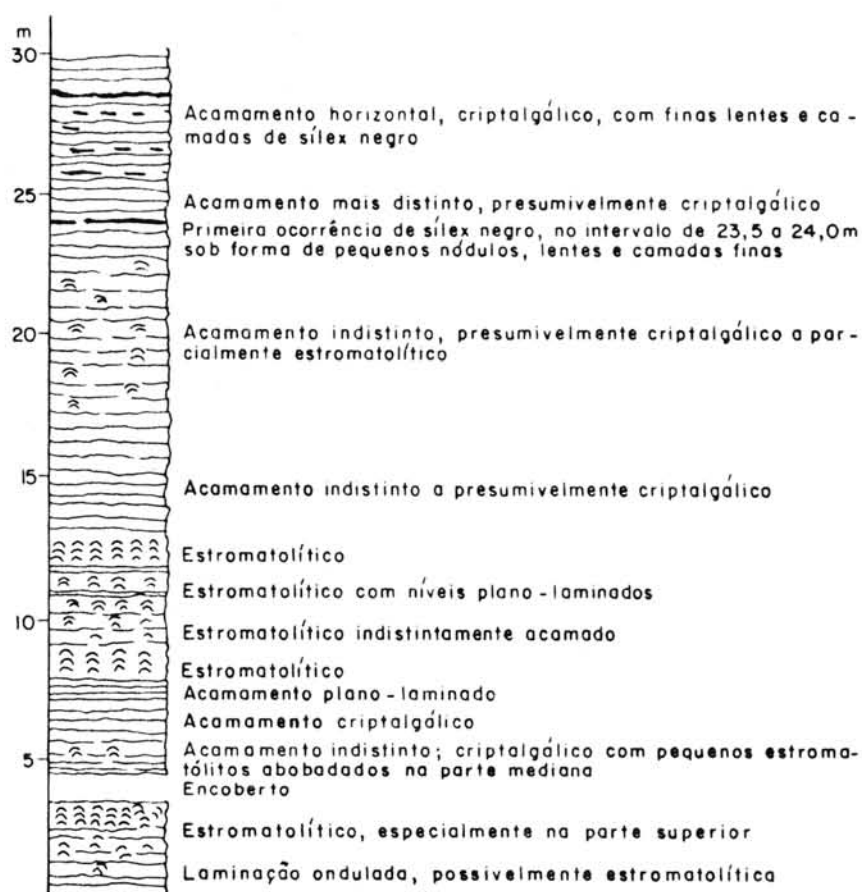 m
30
Acamamento horizontal, criptalgálico, com finas lentes e ca-
madas de sílex negro
25
Acamamento mais distinto, presumivelmente criptalgálico
Primeira ocorrência de sílex negro, no intervalo de 23,5 a 24,0m
sob forma de pequenos nódulos, lentes e camadas finas
20
Acamamento indistinto, presumivelmente criptalgálico a par-
cialmente estromatolítico
15
Acamamento indistinto a presumivelmente criptalgálico
Estromatolítico
Estromatolítico com níveis plano-laminados
10
Estromatolítico indistintamente acamado
Estromatolítico
Acamamento plano-laminado
Acamamento criptalgálico
5
Acamamento indistinto; criptalgálico com pequenos estroma-
tólitos abobadados na parte mediana
Encoberto
Estromatolítico, especialmente na parte superior
Laminação ondulada, possivelmente estromatolítica